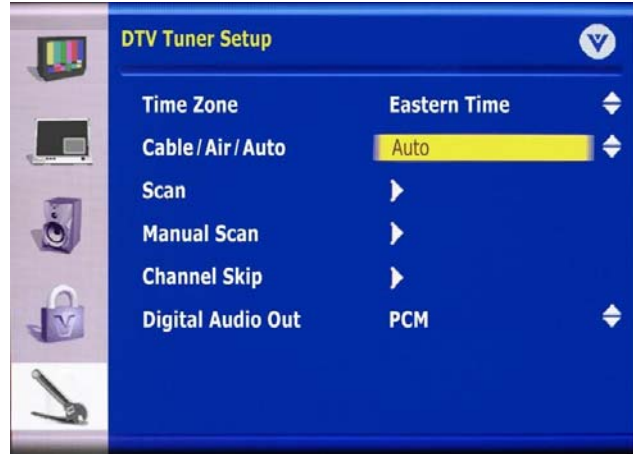 DTV Tuner Setup
V
Time Zone Eastern Time
Cable/Air/Auto Auto
Scan
Manual Scan
Channel Skip
Digital Audio Out PCM
V